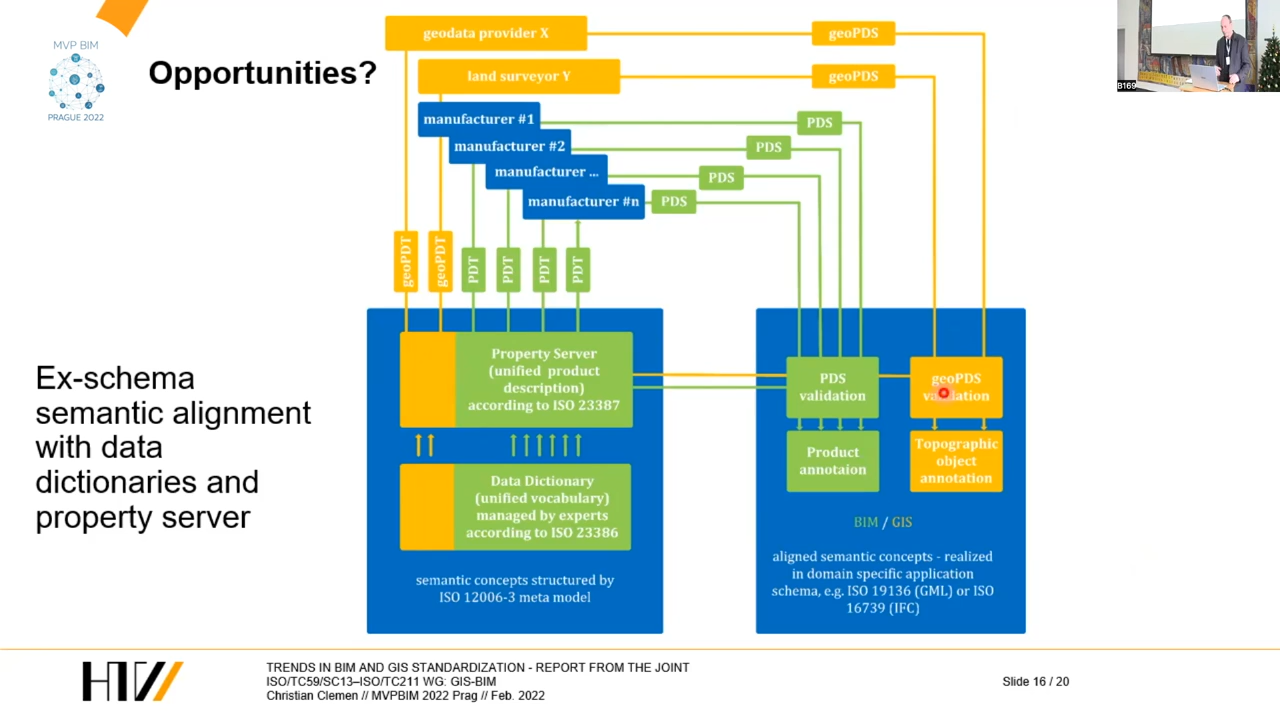 MVP BIM
PRAGUE 2022
Opportunities?
geodata provider X
geoPDS
land surveyor Y
geoPDS
manufacturer #1
PDS
manufacturer #2
PDS
manufacturer ...
PDS
manufacturer #n
PDS
geoPDT
geoPDT
PDT
PDT
PDT
PDT
Ex-schema
semantic alignment
with data
dictionaries and
property server
Property Server
(unified product
description)
according to ISO 23387
Data Dictionary
(unified vocabulary)
managed by experts
according to ISO 23386
semantic concepts structured by
ISO 12006-3 meta model
PDS
validation
geoPDS
validation
Product
annotaion
Topographic
object
annotation
BIM / GIS
aligned semantic concepts - realized
in domain specific application
schema, e.g. ISO 19136 (GML) or ISO
16739 (IFC)
HTW
TRENDS IN BIM AND GIS STANDARDIZATION - REPORT FROM THE JOINT
ISO/TC59/SC13–ISO/TC211 WG: GIS-BIM
Christian Clemen // MVPBIM 2022 Prag // Feb. 2022
Slide 16 / 20
B169